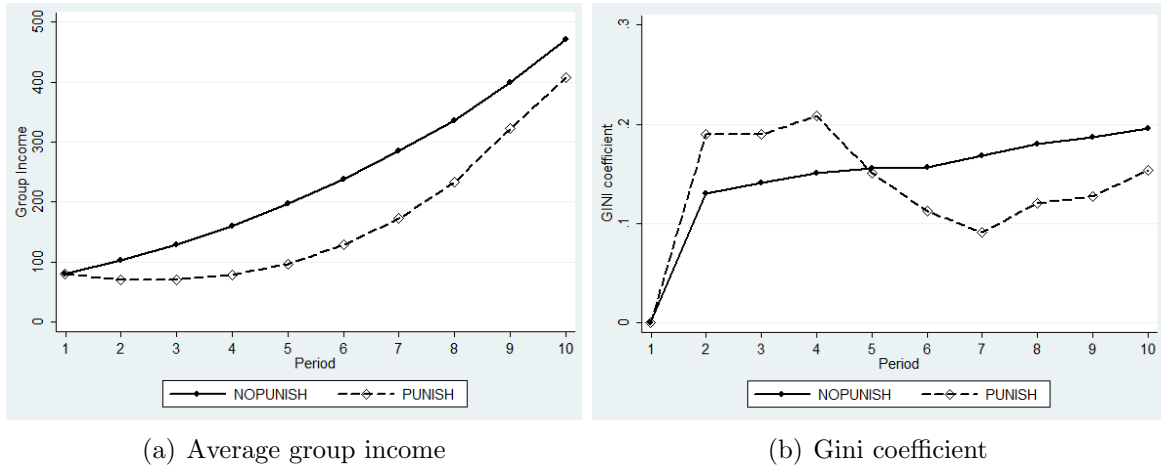 500
400
300
200
100
0
Group Income
1 2 3 4 5 6 7 8 9 10
Period
NOPUNISH PUNISH
(a) Average group income
.3
.2
.1
0
GINI coefficient
1 2 3 4 5 6 7 8 9 10
Period
NOPUNISH PUNISH
(b) Gini coefficient